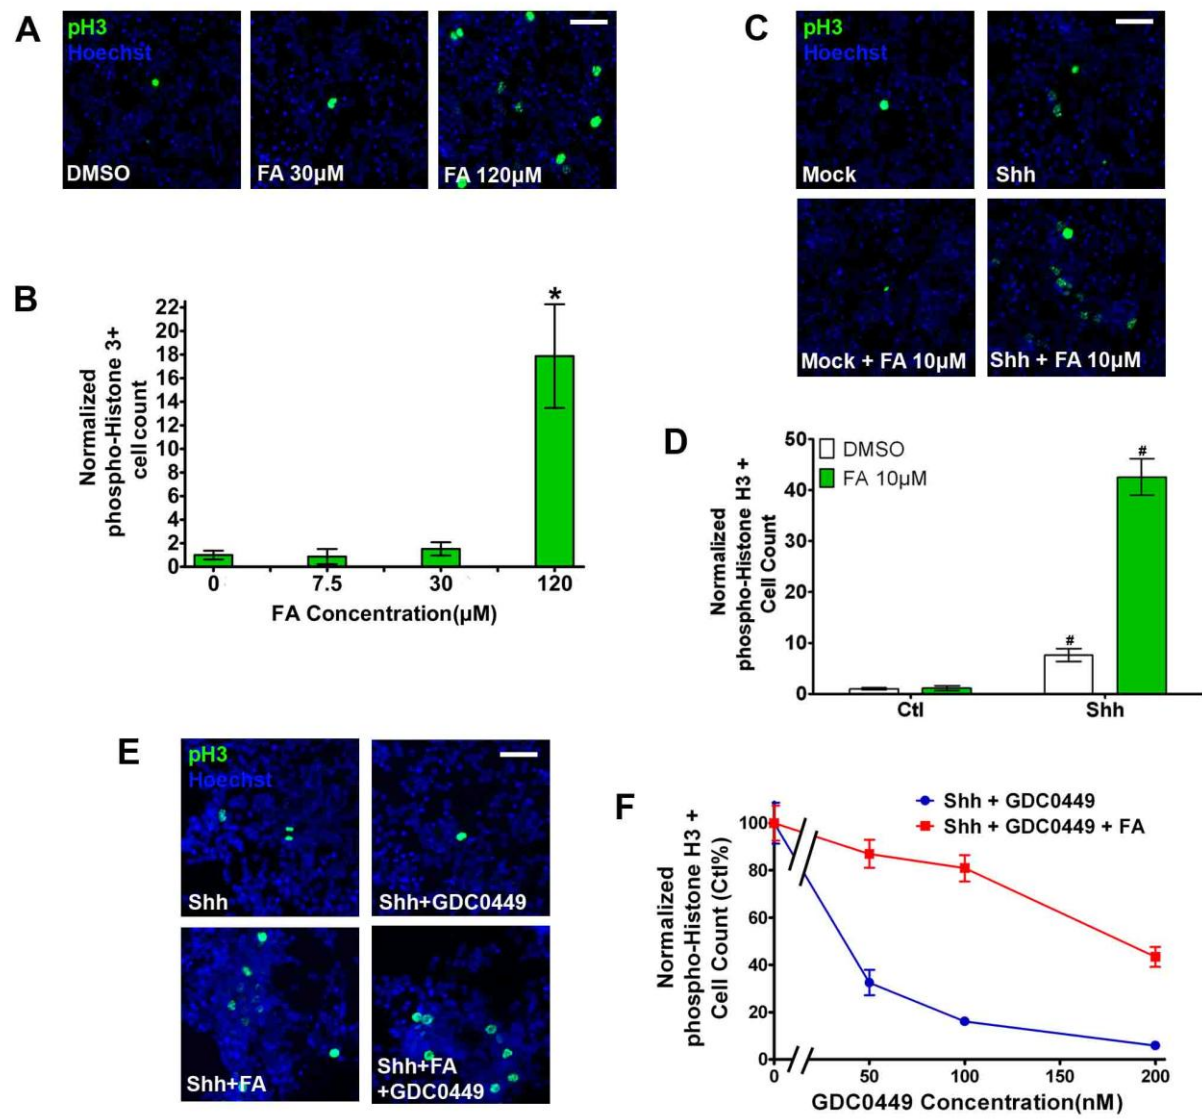 A
pH3
Hoechst
DMSO
FA 30µM
FA 120µM
B
Normalized
phospho-Histone 3+
cell count
22
20
18
16
14
12
10
8
6
4
2
0
*
0
7.5
30
120
FA Concentration(µM)
C
pH3
Hoechst
Mock
Shh
Mock + FA 10µM
Shh + FA 10µM
D
Normalized
phospho-Histone H3 +
Cell Count
50
40
30
20
10
0
DMSO
FA 10µM
#
#
Ctl
Shh
E
pH3
Hoechst
Shh
Shh+GDC0449
Shh+FA
Shh+FA
+GDC0449
F
Normalized
phospho-Histone H3 +
Cell Count (Ctl%)
100
80
60
40
20
0
Shh + GDC0449
Shh + GDC0449 + FA
0
50
100
150
200
GDC0449 Concentration(nM)